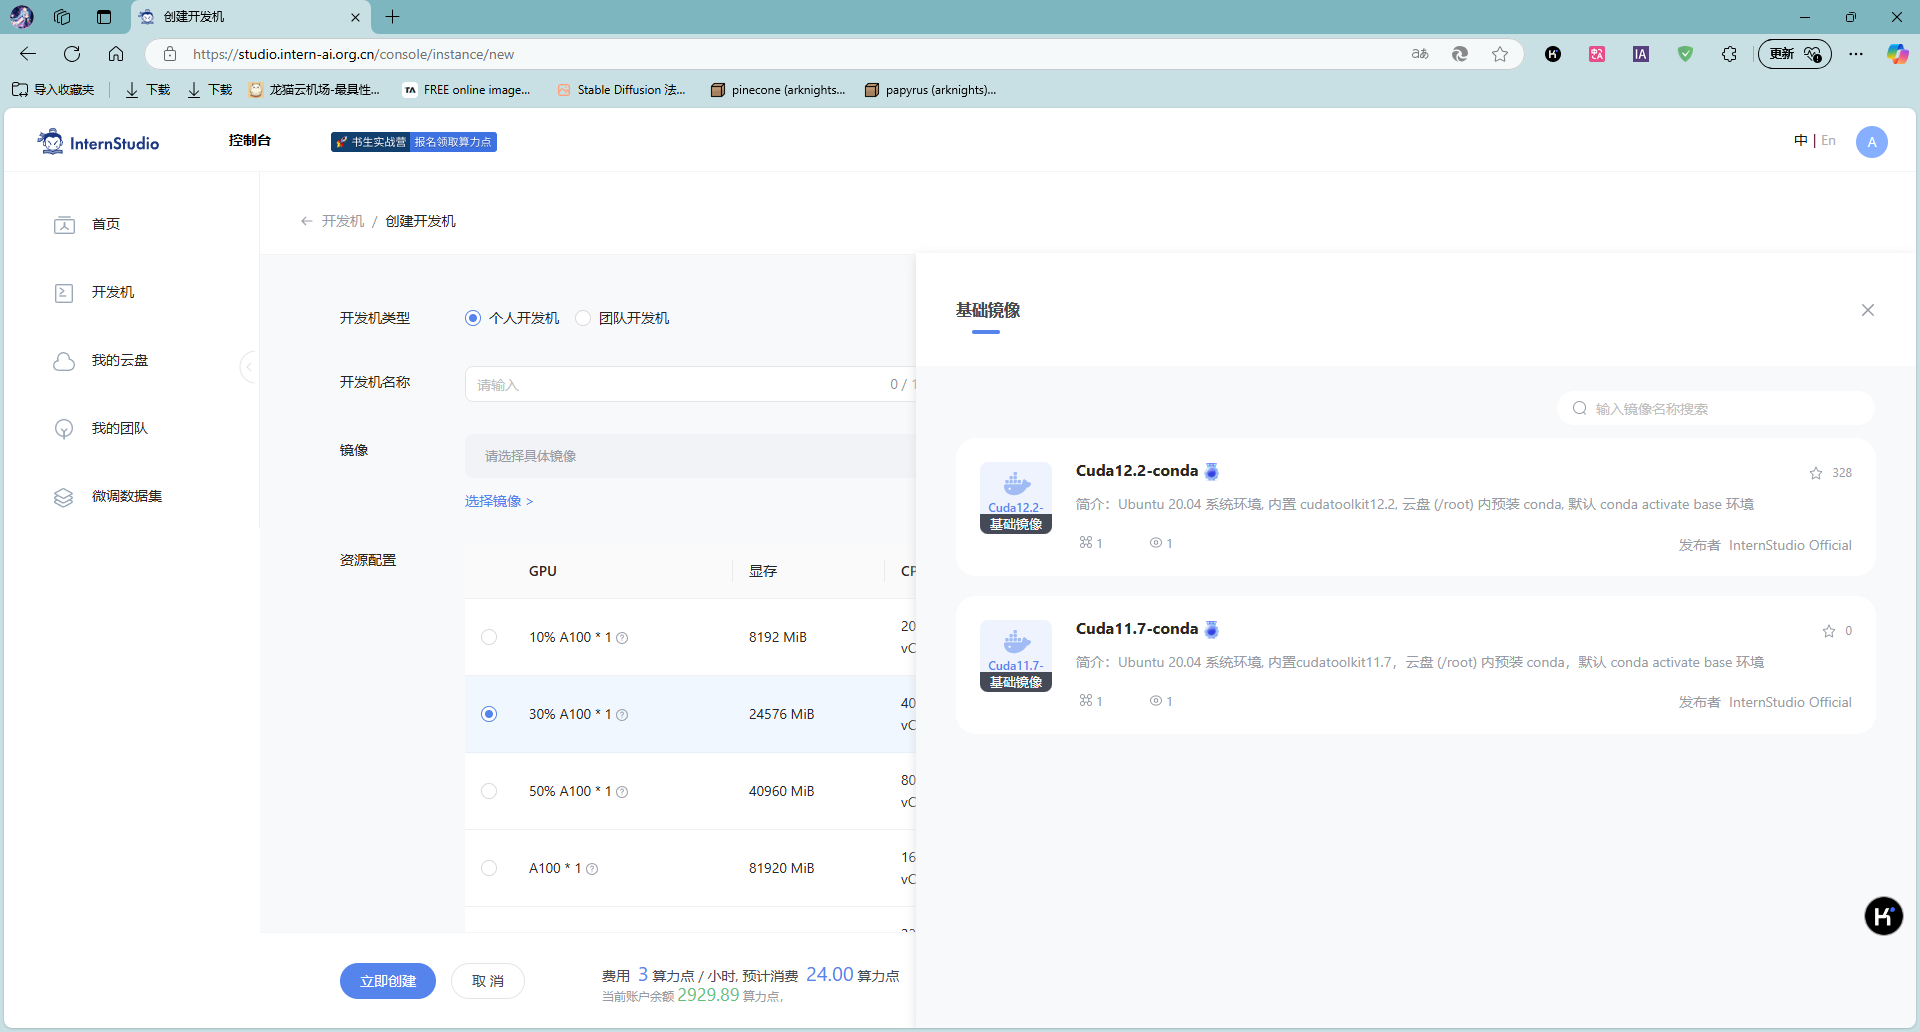 创建开发机
https://studio.intern-ai.org.cn/console/instance/new
更新
导入收藏夹
下载
下载
龙猫云机场-最具性...
FREE online image...
Stable Diffusion 法...
pinecone (arknights...
papyrus (arknights)...
InternStudio
控制台
书生实战营 报名领取算力点
中 | En
A
首页
开发机
我的云盘
我的团队
微调数据集
开发机 / 创建开发机
开发机类型
个人开发机
团队开发机
开发机名称
请输入
0 / 1
镜像
请选择具体镜像
选择镜像 >
资源配置
GPU
显存
CP
10% A100 * 1
8192 MiB
20
vC
30% A100 * 1
24576 MiB
40
vC
50% A100 * 1
40960 MiB
80
vC
A100 * 1
81920 MiB
16
vC
立即创建
取 消
费用 3 算力点 / 小时, 预计消费 24.00 算力点
当前账户余额 2929.89 算力点,
基础镜像
输入镜像名称搜索
Cuda12.2-
基础镜像
Cuda12.2-conda
328
简介：Ubuntu 20.04 系统环境, 内置 cudatoolkit12.2, 云盘 (/root) 内预装 conda, 默认 conda activate base 环境
1
1
发布者 InternStudio Official
Cuda11.7-
基础镜像
Cuda11.7-conda
0
简介：Ubuntu 20.04 系统环境, 内置cudatoolkit11.7，云盘 (/root) 内预装 conda，默认 conda activate base 环境
1
1
发布者 InternStudio Official